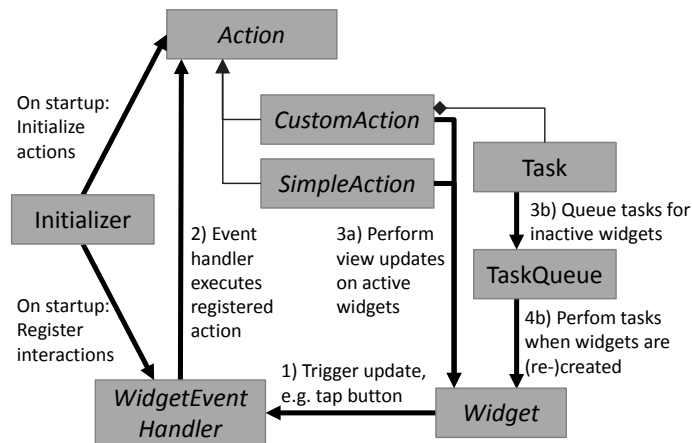 Action
On startup:
Initialize
actions
CustomAction
SimpleAction
Task
Initializer
2) Event
handler
executes
registered
action
3a) Perform
view updates
on active
widgets
3b) Queue tasks for
inactive widgets
TaskQueue
On startup:
Register
interactions
4b) Perfom tasks
when widgets are
(re-)created
1) Trigger update,
e.g. tap button
WidgetEvent
Handler
Widget